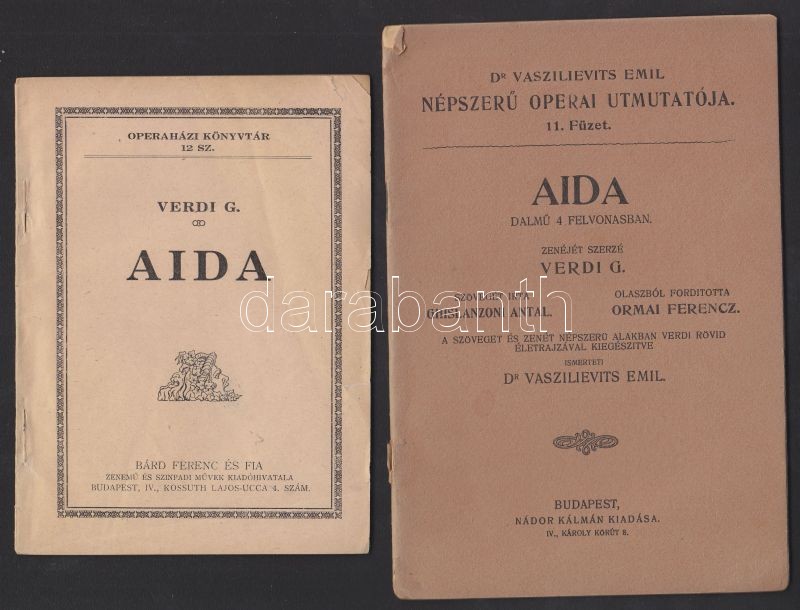 OPERAHÁZI KÖNYVTÁR
12 SZ.
VERDI G.
AIDA
BÁRD FERENC ÉS FIA
ZENEMŰ ÉS SZINPADI MŰVEK KIADÓHIVATALA
BUDAPEST, IV., KOSSUTH LAJOS-UCCA 4. SZÁM.
DR VASZILIEVITS EMIL
NÉPSZERŰ OPERAI UTMUTATÓJA.
11. Füzet.
AIDA
DALMŰ 4 FELVONASBAN.
ZENÉJÉT SZERZÉ
VERDI G.
SZÖVEGÉT IRTA
GHISLANZONI ANTAL.
OLASZBÓL FORDITOTTA
ORMAI FERENCZ.
A SZÖVEGET ÉS ZENÉT NÉPSZERŰ ALAKBAN VERDI RÖVID
ÉLETRAJZÁVAL KIEGÉSZITVE
ISMERTETI
DR VASZILIEVITS EMIL.
BUDAPEST,
NÁDOR KÁLMÁN KIADÁSA.
IV., KÁROLY KÖRÚT 8.
darabanth